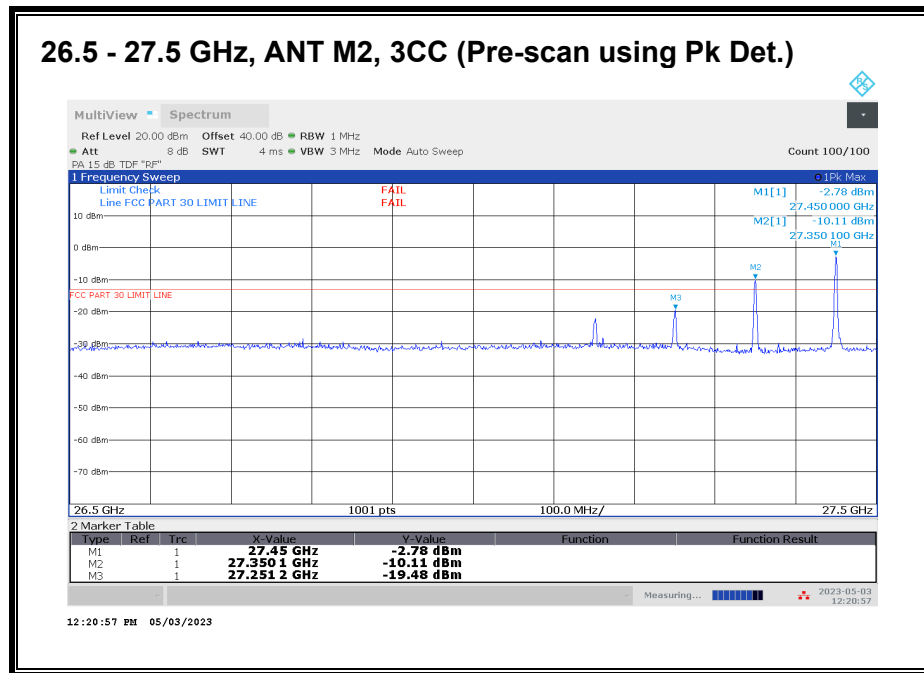 26.5 - 27.5 GHz, ANT M2, 3CC (Pre-scan using Pk Det.)
R&S
MultiView Spectrum
Ref Level 20.00 dBm Offset 40.00 dB RBW 1 MHz
Att 8 dB SWT 4 ms VBW 3 MHz Mode Auto Sweep Count 100/100
PA 15 dB TDF "RF"
1 Frequency Sweep 1Pk Max
Limit Check FAIL M1[1] -2.78 dBm
Line FCC PART 30 LIMIT LINE FAIL 27.450 000 GHz
10 dBm M2[1] -10.11 dBm
27.350 100 GHz
0 dBm M1
M2
-10 dBm
FCC PART 30 LIMIT LINE M3
-20 dBm
-30 dBm
-40 dBm
-50 dBm
-60 dBm
-70 dBm
26.5 GHz 1001 pts 100.0 MHz/ 27.5 GHz
2 Marker Table
Type Ref Trc X-Value Y-Value Function Function Result
M1 1 27.45 GHz -2.78 dBm
M2 1 27.350 1 GHz -10.11 dBm
M3 1 27.251 2 GHz -19.48 dBm
Measuring... 2023-05-03
12:20:57
12:20:57 PM 05/03/2023